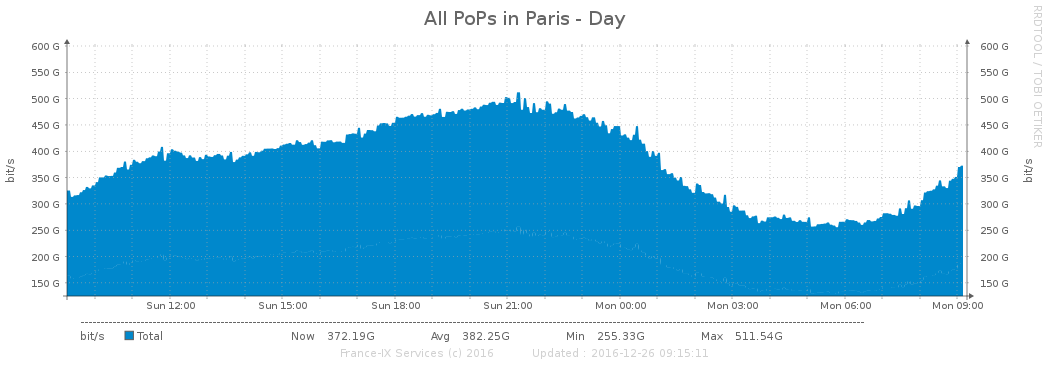 All PoPs in Paris - Day
RRDTOOL / TOBI OETIKER
600 G 600 G
550 G 550 G
500 G 500 G
450 G 450 G
400 G 400 G
350 G 350 G
300 G 300 G
250 G 250 G
200 G 200 G
150 G 150 G
bit/s bit/s
Sun 12:00 Sun 15:00 Sun 18:00 Sun 21:00 Mon 00:00 Mon 03:00 Mon 06:00 Mon 09:00
bit/s Total Now 372.19G Avg 382.25G Min 255.33G Max 511.54G
France-IX Services (c) 2016 Updated : 2016-12-26 09:15:11